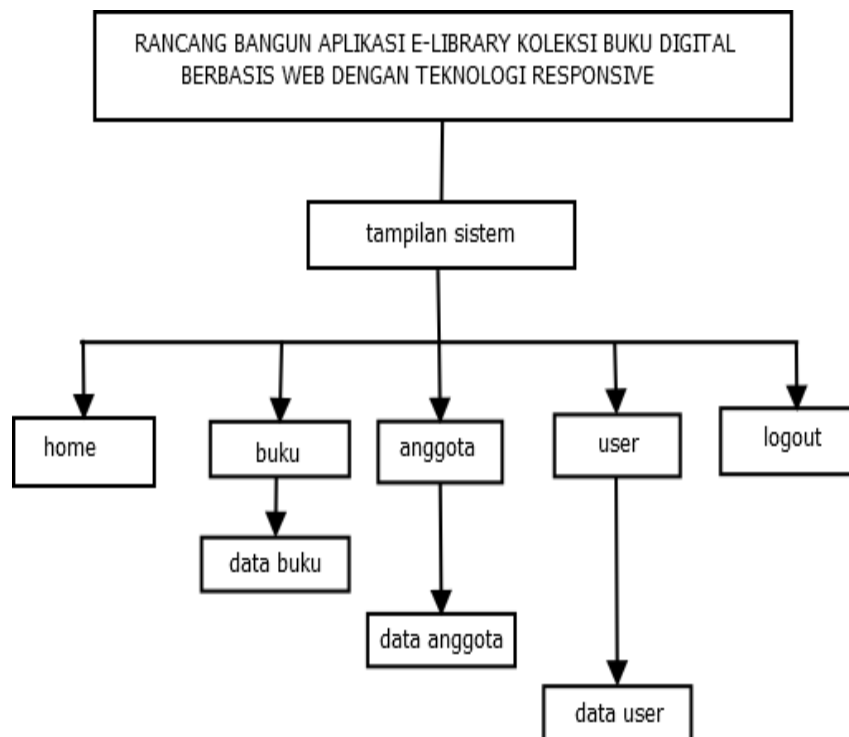 RANCANG BANGUN APLIKASI E-LIBRARY KOLEKSI BUKU DIGITAL
BERBASIS WEB DENGAN TEKNOLOGI RESPONSIVE
tampilan sistem
home
buku
anggota
user
logout
data buku
data anggota
data user